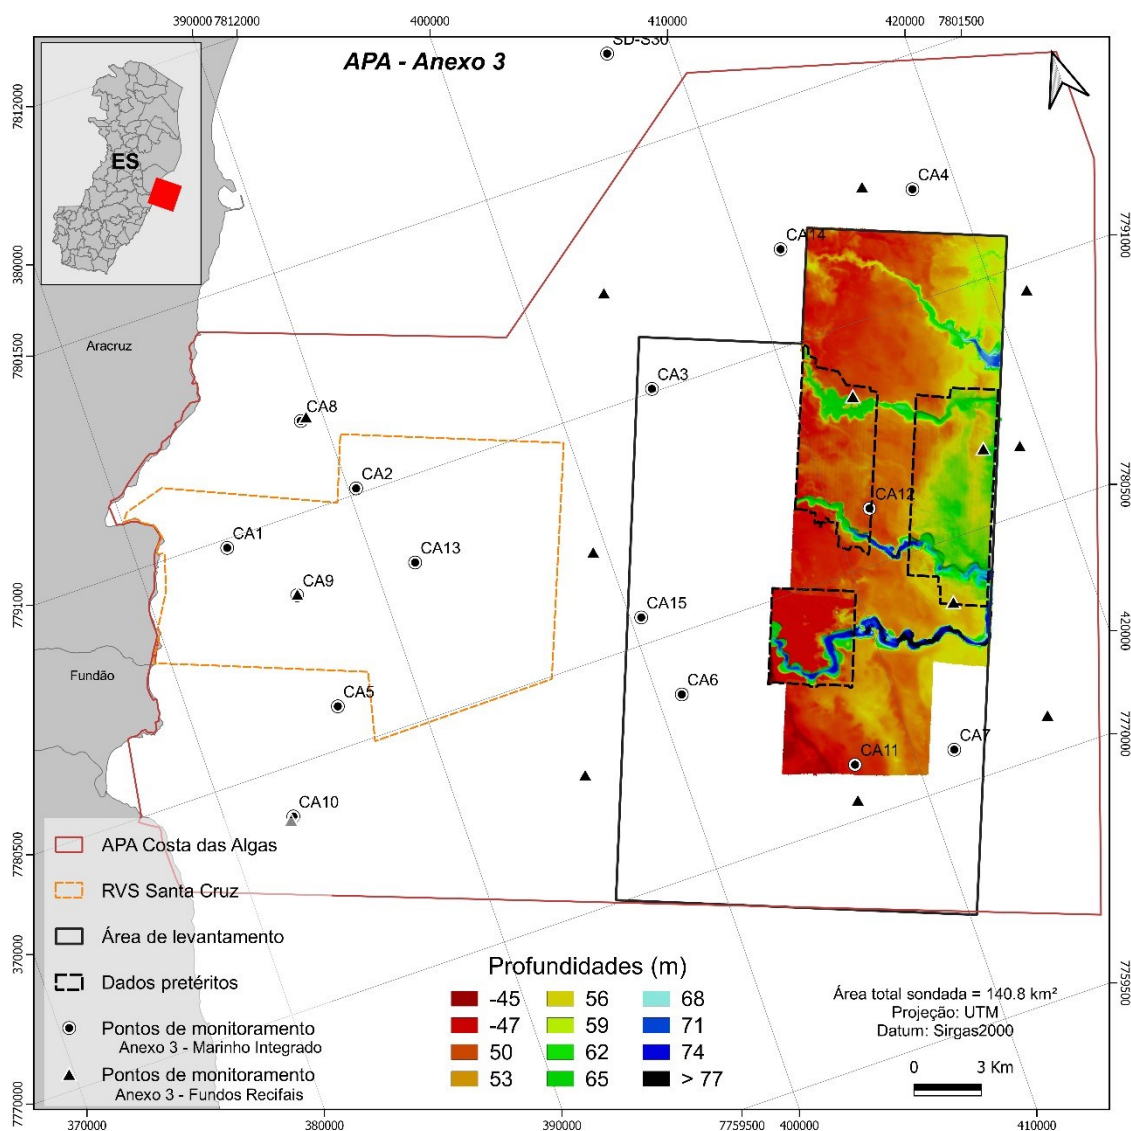 390000
7812000
400000
410000
420000
7801500
APA - Anexo 3
SD-S30
ES
7812000
380000
7801500
7791000
7780500
370000
7770000
7791000
7780500
420000
7770000
7759500
Aracruz
Fundão
CA4
CA14
CA3
CA8
CA2
CA12
CA1
CA13
CA9
CA15
CA6
CA5
CA7
CA11
CA10
APA Costa das Algas
RVS Santa Cruz
Área de levantamento
Dados pretéritos
Pontos de monitoramento
Anexo 3 - Marinho Integrado
Pontos de monitoramento
Anexo 3 - Fundos Recifais
Profundidades (m)
-45
-47
50
53
56
59
62
65
68
71
74
> 77
Área total sondada = 140.8 km²
Projeção: UTM
Datum: Sirgas2000
0 3 Km
370000
380000
390000
7759500
400000
410000